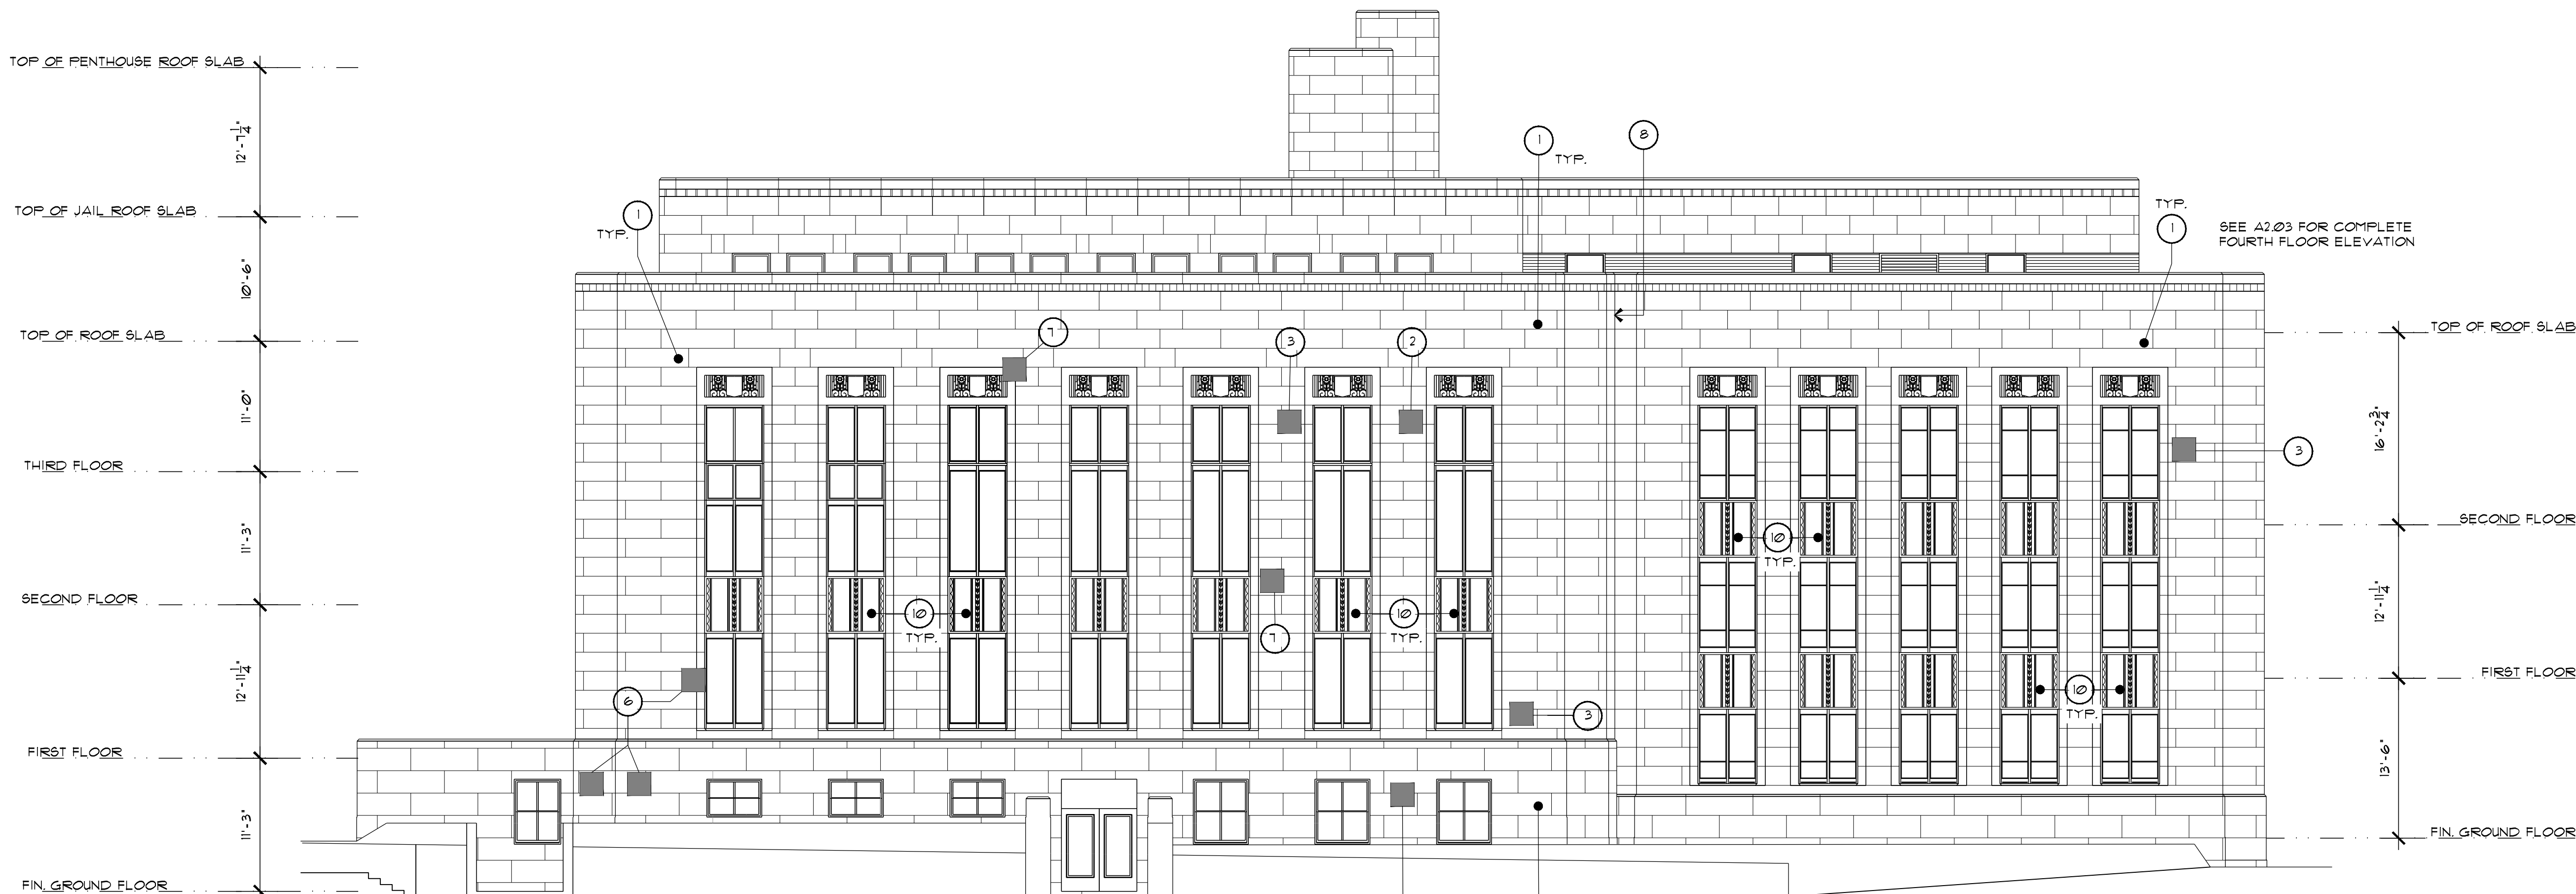 TOP OF PENTHOUSE ROOF SLAB
12'-7 1/4"
TOP OF JAIL ROOF SLAB
10'-6"
TOP OF ROOF SLAB
11'-0"
THIRD FLOOR
11'-3"
SECOND FLOOR
12'-11 1/4"
FIRST FLOOR
11'-3"
FIN. GROUND FLOOR
1
TYP.
8
1
TYP.
TYP.
1
SEE A2.03 FOR COMPLETE
FOURTH FLOOR ELEVATION
7
3
2
3
10
TYP.
10
TYP.
10
TYP.
7
6
3
10
TYP.
TOP OF ROOF SLAB
16'-2 3/4"
SECOND FLOOR
12'-11 1/4"
FIRST FLOOR
13'-6"
FIN. GROUND FLOOR